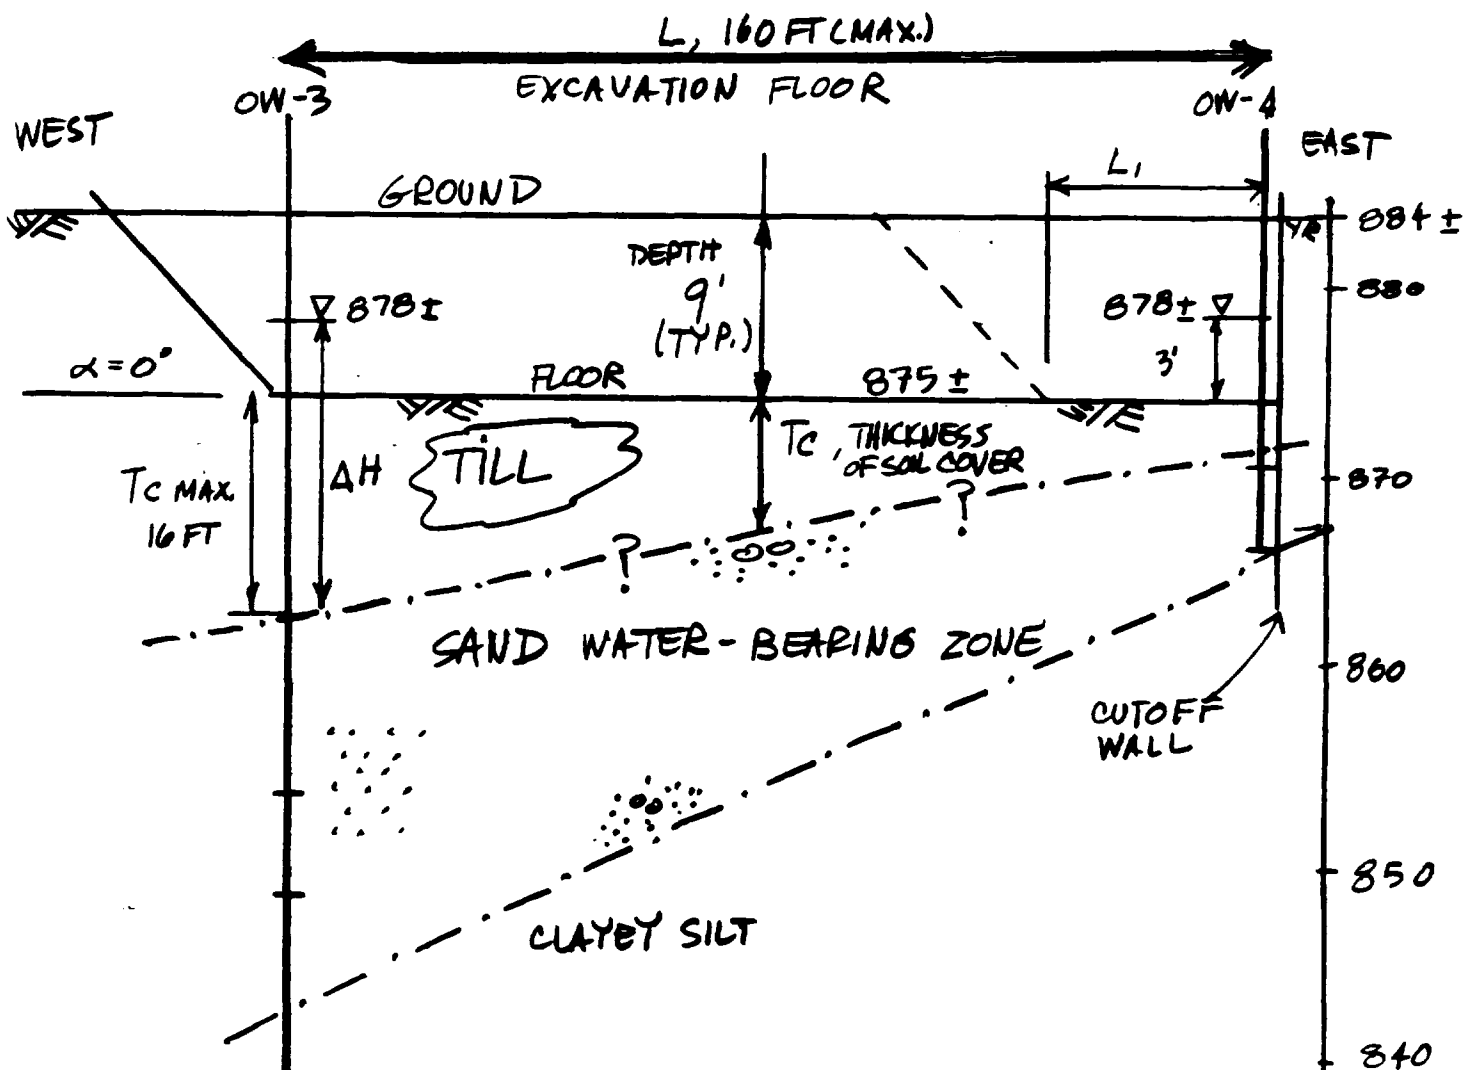 L, 160 FT (MAX.)
EXCAVATION FLOOR
OW-3
OW-4
WEST
EAST
L,
GROUND
884 ±
DEPTH
9'
(TYP.)
880
878 ±
878 ±
3'
α = 0°
FLOOR
875 ±
TC MAX.
16 FT
ΔH
TILL
TC, THICKNESS
OF SOIL COVER
870
?
?
SAND WATER-BEARING ZONE
860
CUTOFF
WALL
850
CLAYEY SILT
840